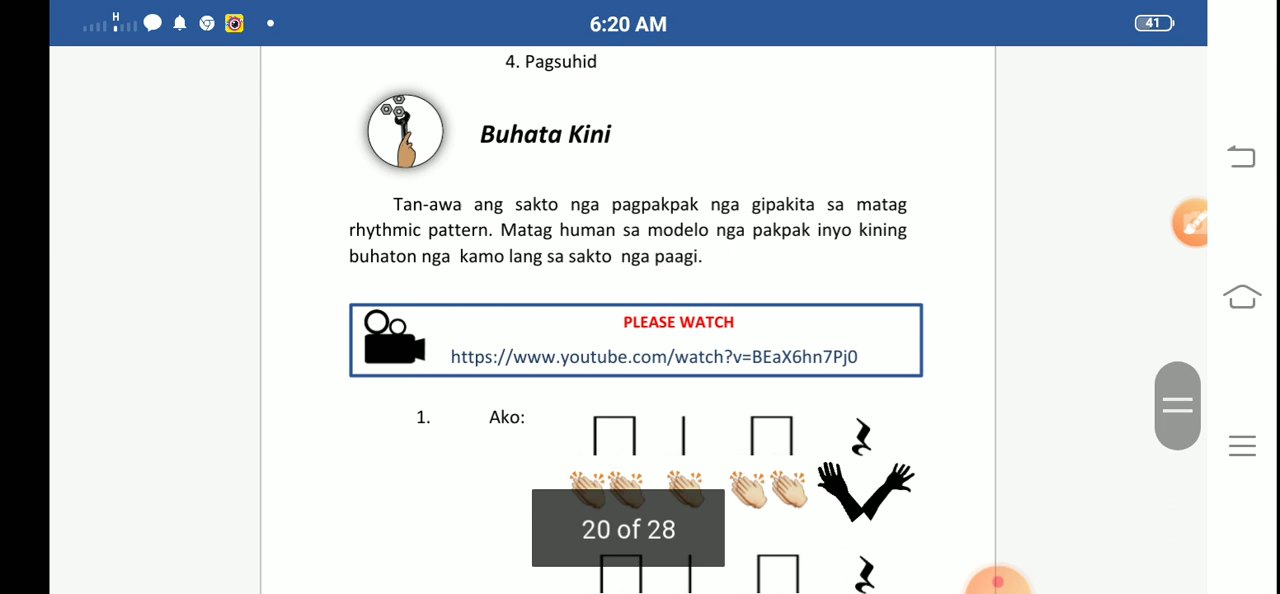 H
6:20 AM
41
4. Pagsuhid
Buhata Kini
Tan-awa ang sakto nga pagpakpak nga gipakita sa matag
rhythmic pattern. Matag human sa modelo nga pakpak inyo kining
buhaton nga kamo lang sa sakto nga paagi.
PLEASE WATCH
https://www.youtube.com/watch?v=BEaX6hn7Pj0
1. Ako:
20 of 28